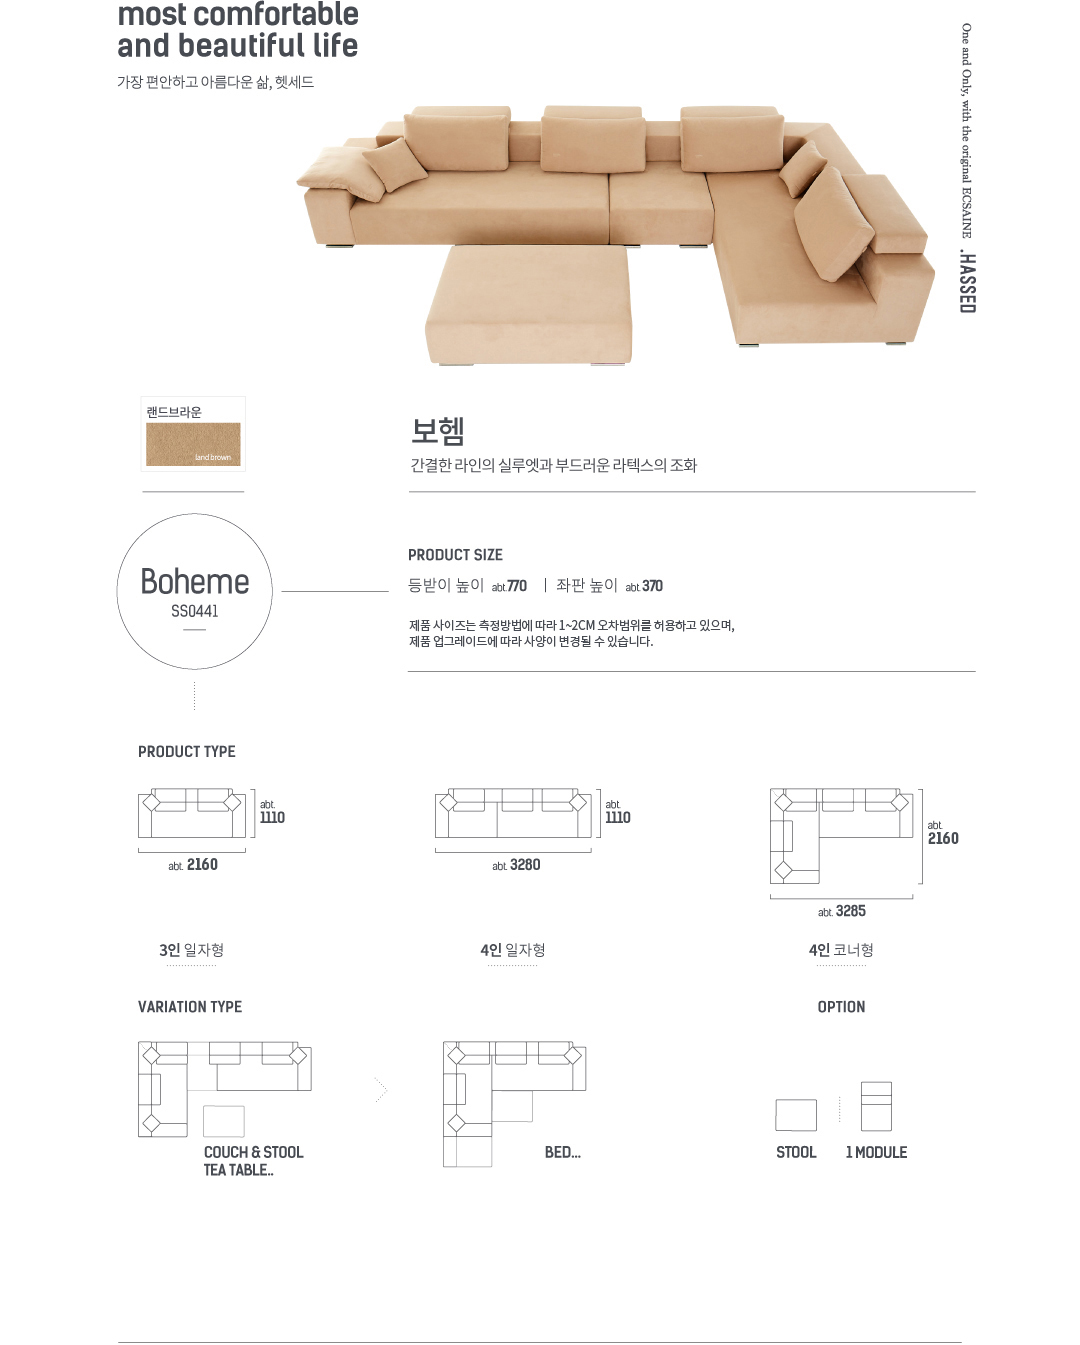 most comfortable
and beautiful life
가장 편안하고 아름다운 삶, 헷세드
One and Only, with the original ECSAINE .HASSED
랜드브라운
land brown
보헴
간결한 라인의 실루엣과 부드러운 라텍스의 조화
Boheme
SS0441
PRODUCT SIZE
등받이 높이 abt.770 | 좌판 높이 abt.370
제품 사이즈는 측정방법에 따라 1~2CM 오차범위를 허용하고 있으며,
제품 업그레이드에 따라 사양이 변경될 수 있습니다.
PRODUCT TYPE
abt.
1110
abt. 2160
3인 일자형
abt.
1110
abt. 3280
4인 일자형
abt.
2160
abt. 3285
4인 코너형
VARIATION TYPE
COUCH & STOOL
TEA TABLE..
BED...
OPTION
STOOL
1 MODULE